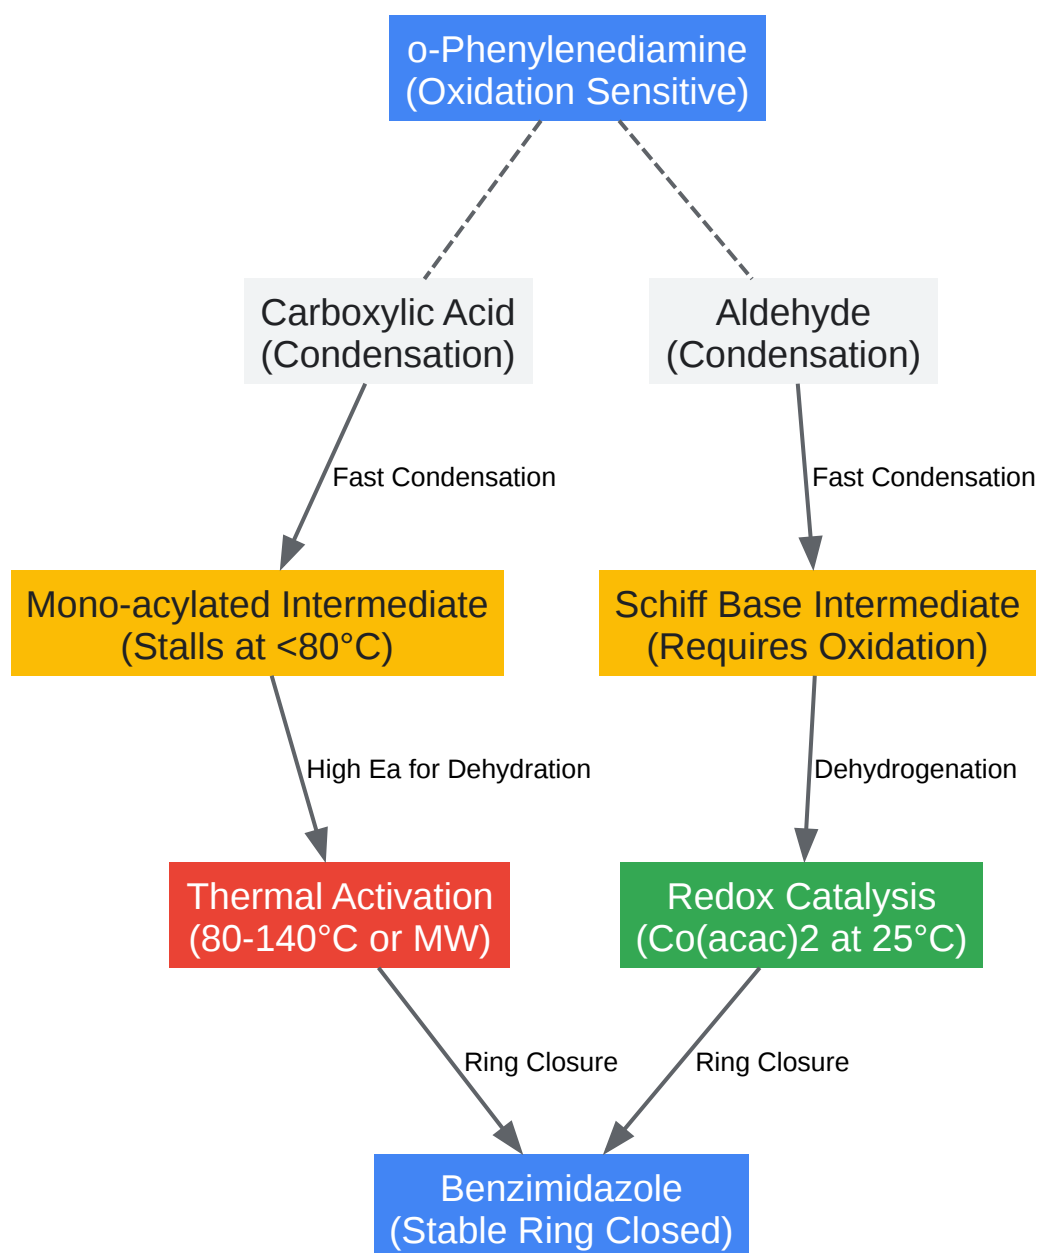 o-Phenylenediamine
(Oxidation Sensitive)
Carboxylic Acid
(Condensation)
Aldehyde
(Condensation)
Fast Condensation
Fast Condensation
Mono-acylated Intermediate
(Stalls at <80°C)
Schiff Base Intermediate
(Requires Oxidation)
High Ea for Dehydration
Dehydrogenation
Thermal Activation
(80-140°C or MW)
Redox Catalysis
(Co(acac)2 at 25°C)
Ring Closure
Ring Closure
Benzimidazole
(Stable Ring Closed)